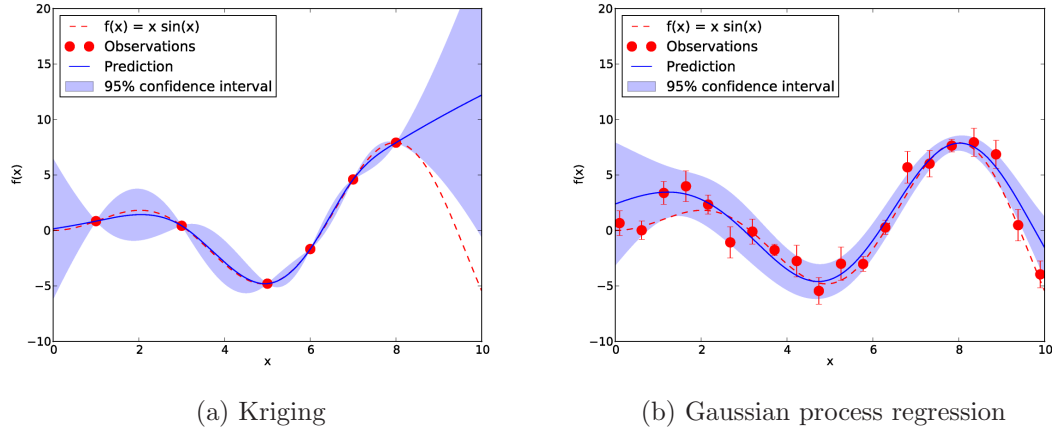 20
15
10
5
0
−5
−10
f(x)
f(x) = x sin(x)
Observations
Prediction
95% confidence interval
0 2 4 6 8 10
x
(a) Kriging
20
15
10
5
0
−5
−10
f(x)
f(x) = x sin(x)
Observations
Prediction
95% confidence interval
0 2 4 6 8 10
x
(b) Gaussian process regression